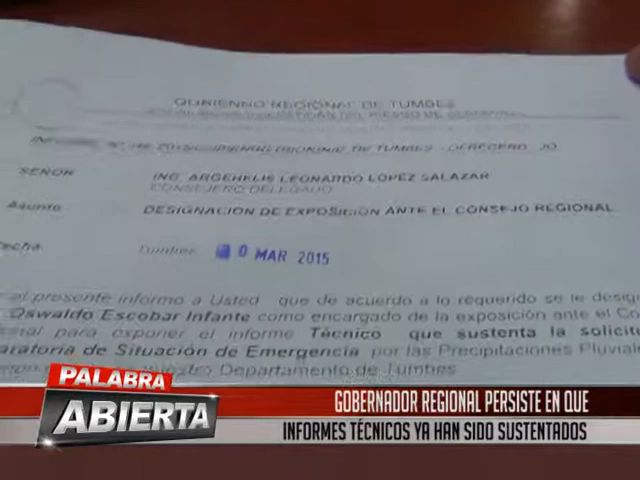 GOBIERNO REGIONAL DE TUMBES
SEÑOR ING ARGEHELIS LEONARDO LOPEZ SALAZAR
CONSEJERO DELEGADO
Asunto DESIGNACION DE EXPOSICIÓN ANTE EL CONSEJO REGIONAL
Fecha Tumbes 0 MAR 2015
el presente informo a Usted que de acuerdo a lo requerido se le desig
Oswaldo Escobar Infante como encargado de la exposición ante el Co
para exponer el informe Técnico que sustenta la solicit
aratoria de Situación de Emergencia por las Precipitaciones Pluvial
Departamento de Tumbes
PALABRA
ABIERTA
GOBERNADOR REGIONAL PERSISTE EN QUE
INFORMES TÉCNICOS YA HAN SIDO SUSTENTADOS